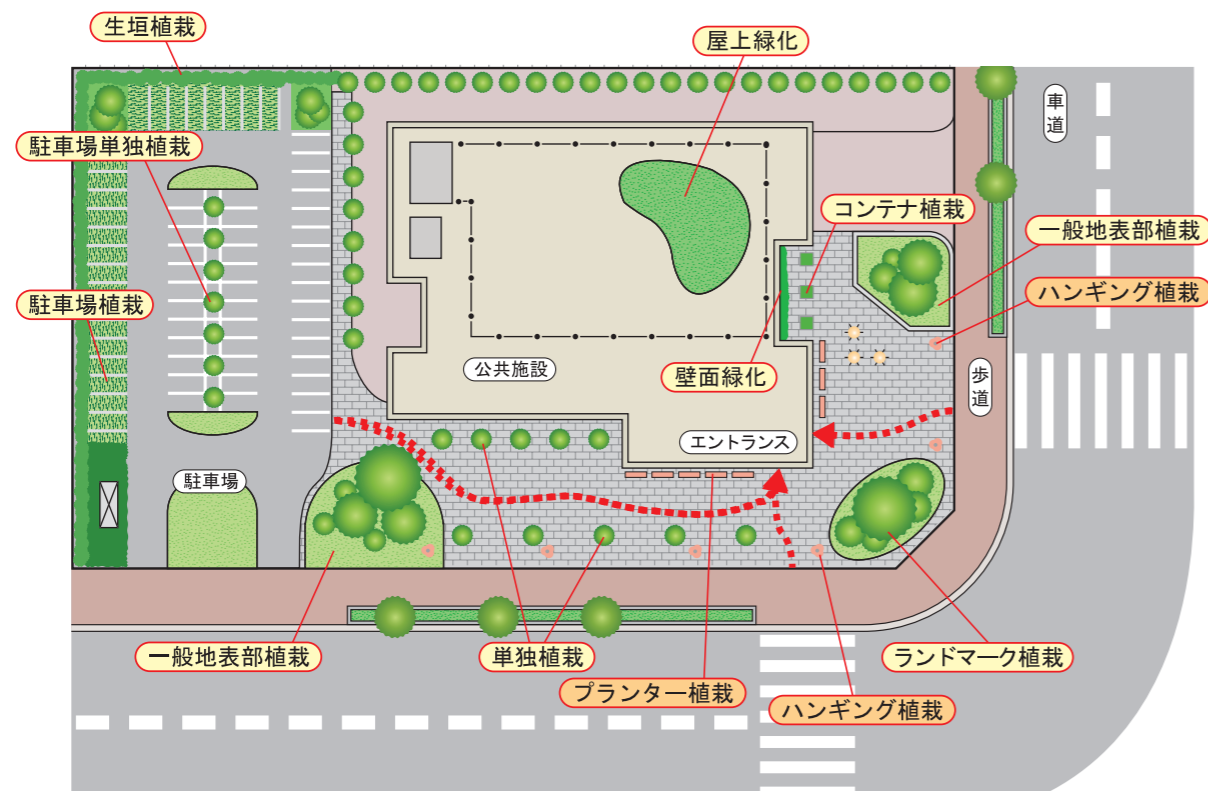 生垣植栽
屋上緑化
車道
駐車場単独植栽
コンテナ植栽
一般地表部植栽
ハンギング植栽
駐車場植栽
公共施設
壁面緑化
歩道
エントランス
駐車場
一般地表部植栽
単独植栽
ランドマーク植栽
プランター植栽
ハンギング植栽